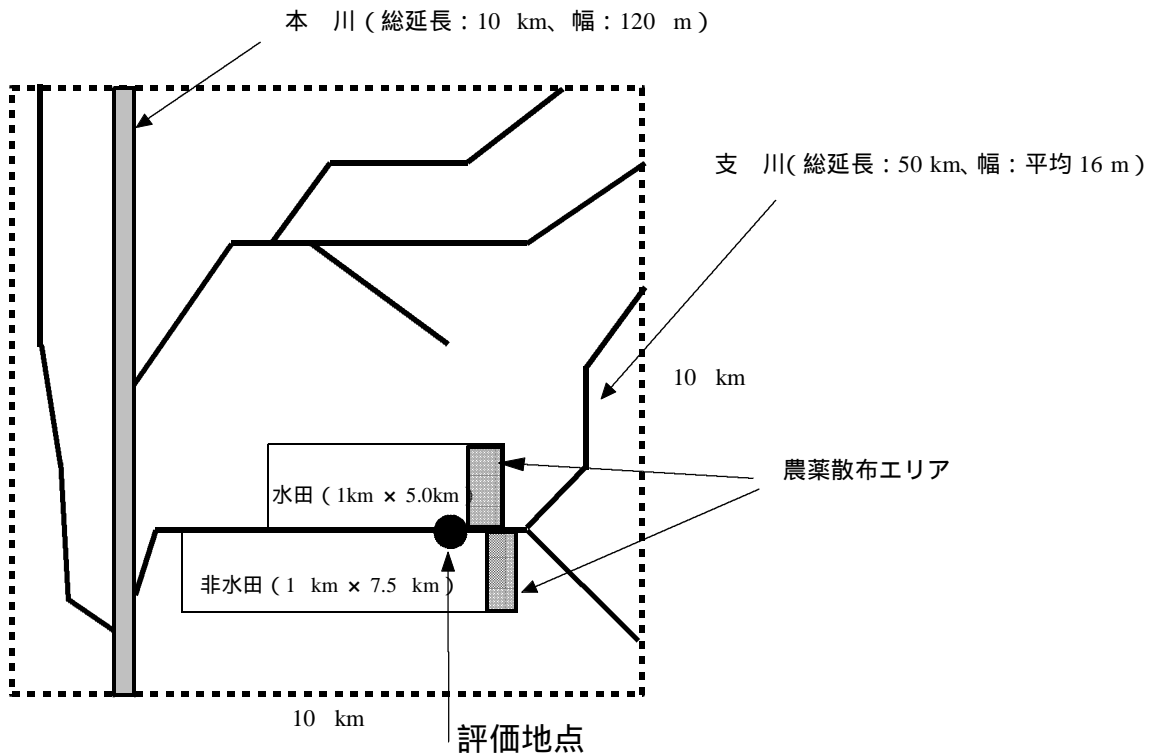 本 川（総延長：10 km、幅：120 m）
支 川（総延長：50 km、幅：平均 16 m）
10 km
農薬散布エリア
水田（1km × 5.0km）
非水田（1 km × 7.5 km）
10 km
評価地点